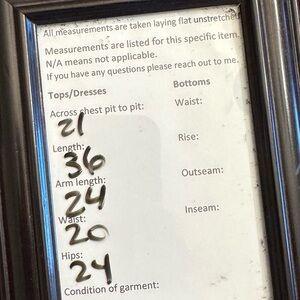 All measurements are taken laying flat unstretched
Measurements are listed for this specific item.
N/A means not applicable.
If you have any questions please reach out to me.
Tops/Dresses
Across chest pit to pit:
21
Length:
36
Arm length:
24
Waist:
20
Hips:
24
Condition of garment:
Bottoms
Waist:
Rise:
Outseam:
Inseam: